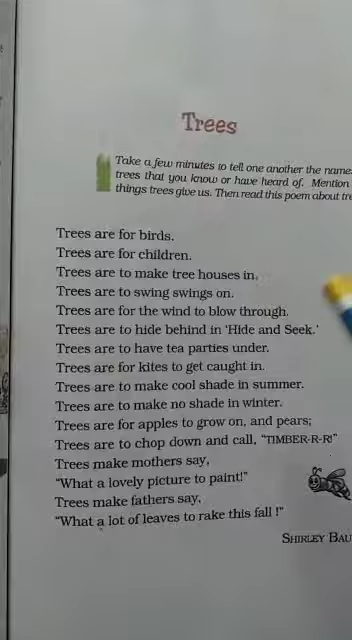 Trees
Take a few minutes to tell one another the
trees that you know or have heard of. Mention
things trees give us. Then read this poem about
Trees are for birds.
Trees are for children.
Trees are to make tree houses in.
Trees are to swing swings on.
Trees are for the wind to blow through.
Trees are to hide behind in ‘Hide and Seek.’
Trees are to have tea parties under.
Trees are for kites to get caught in.
Trees are to make cool shade in summer.
Trees are to make no shade in winter.
Trees are for apples to grow on, and pears;
Trees are to chop down and call, “TIMBER-R-R!”
Trees make mothers say,
“What a lovely picture to paint!”
Trees make fathers say,
“What a lot of leaves to rake this fall !”
SHIRLEY